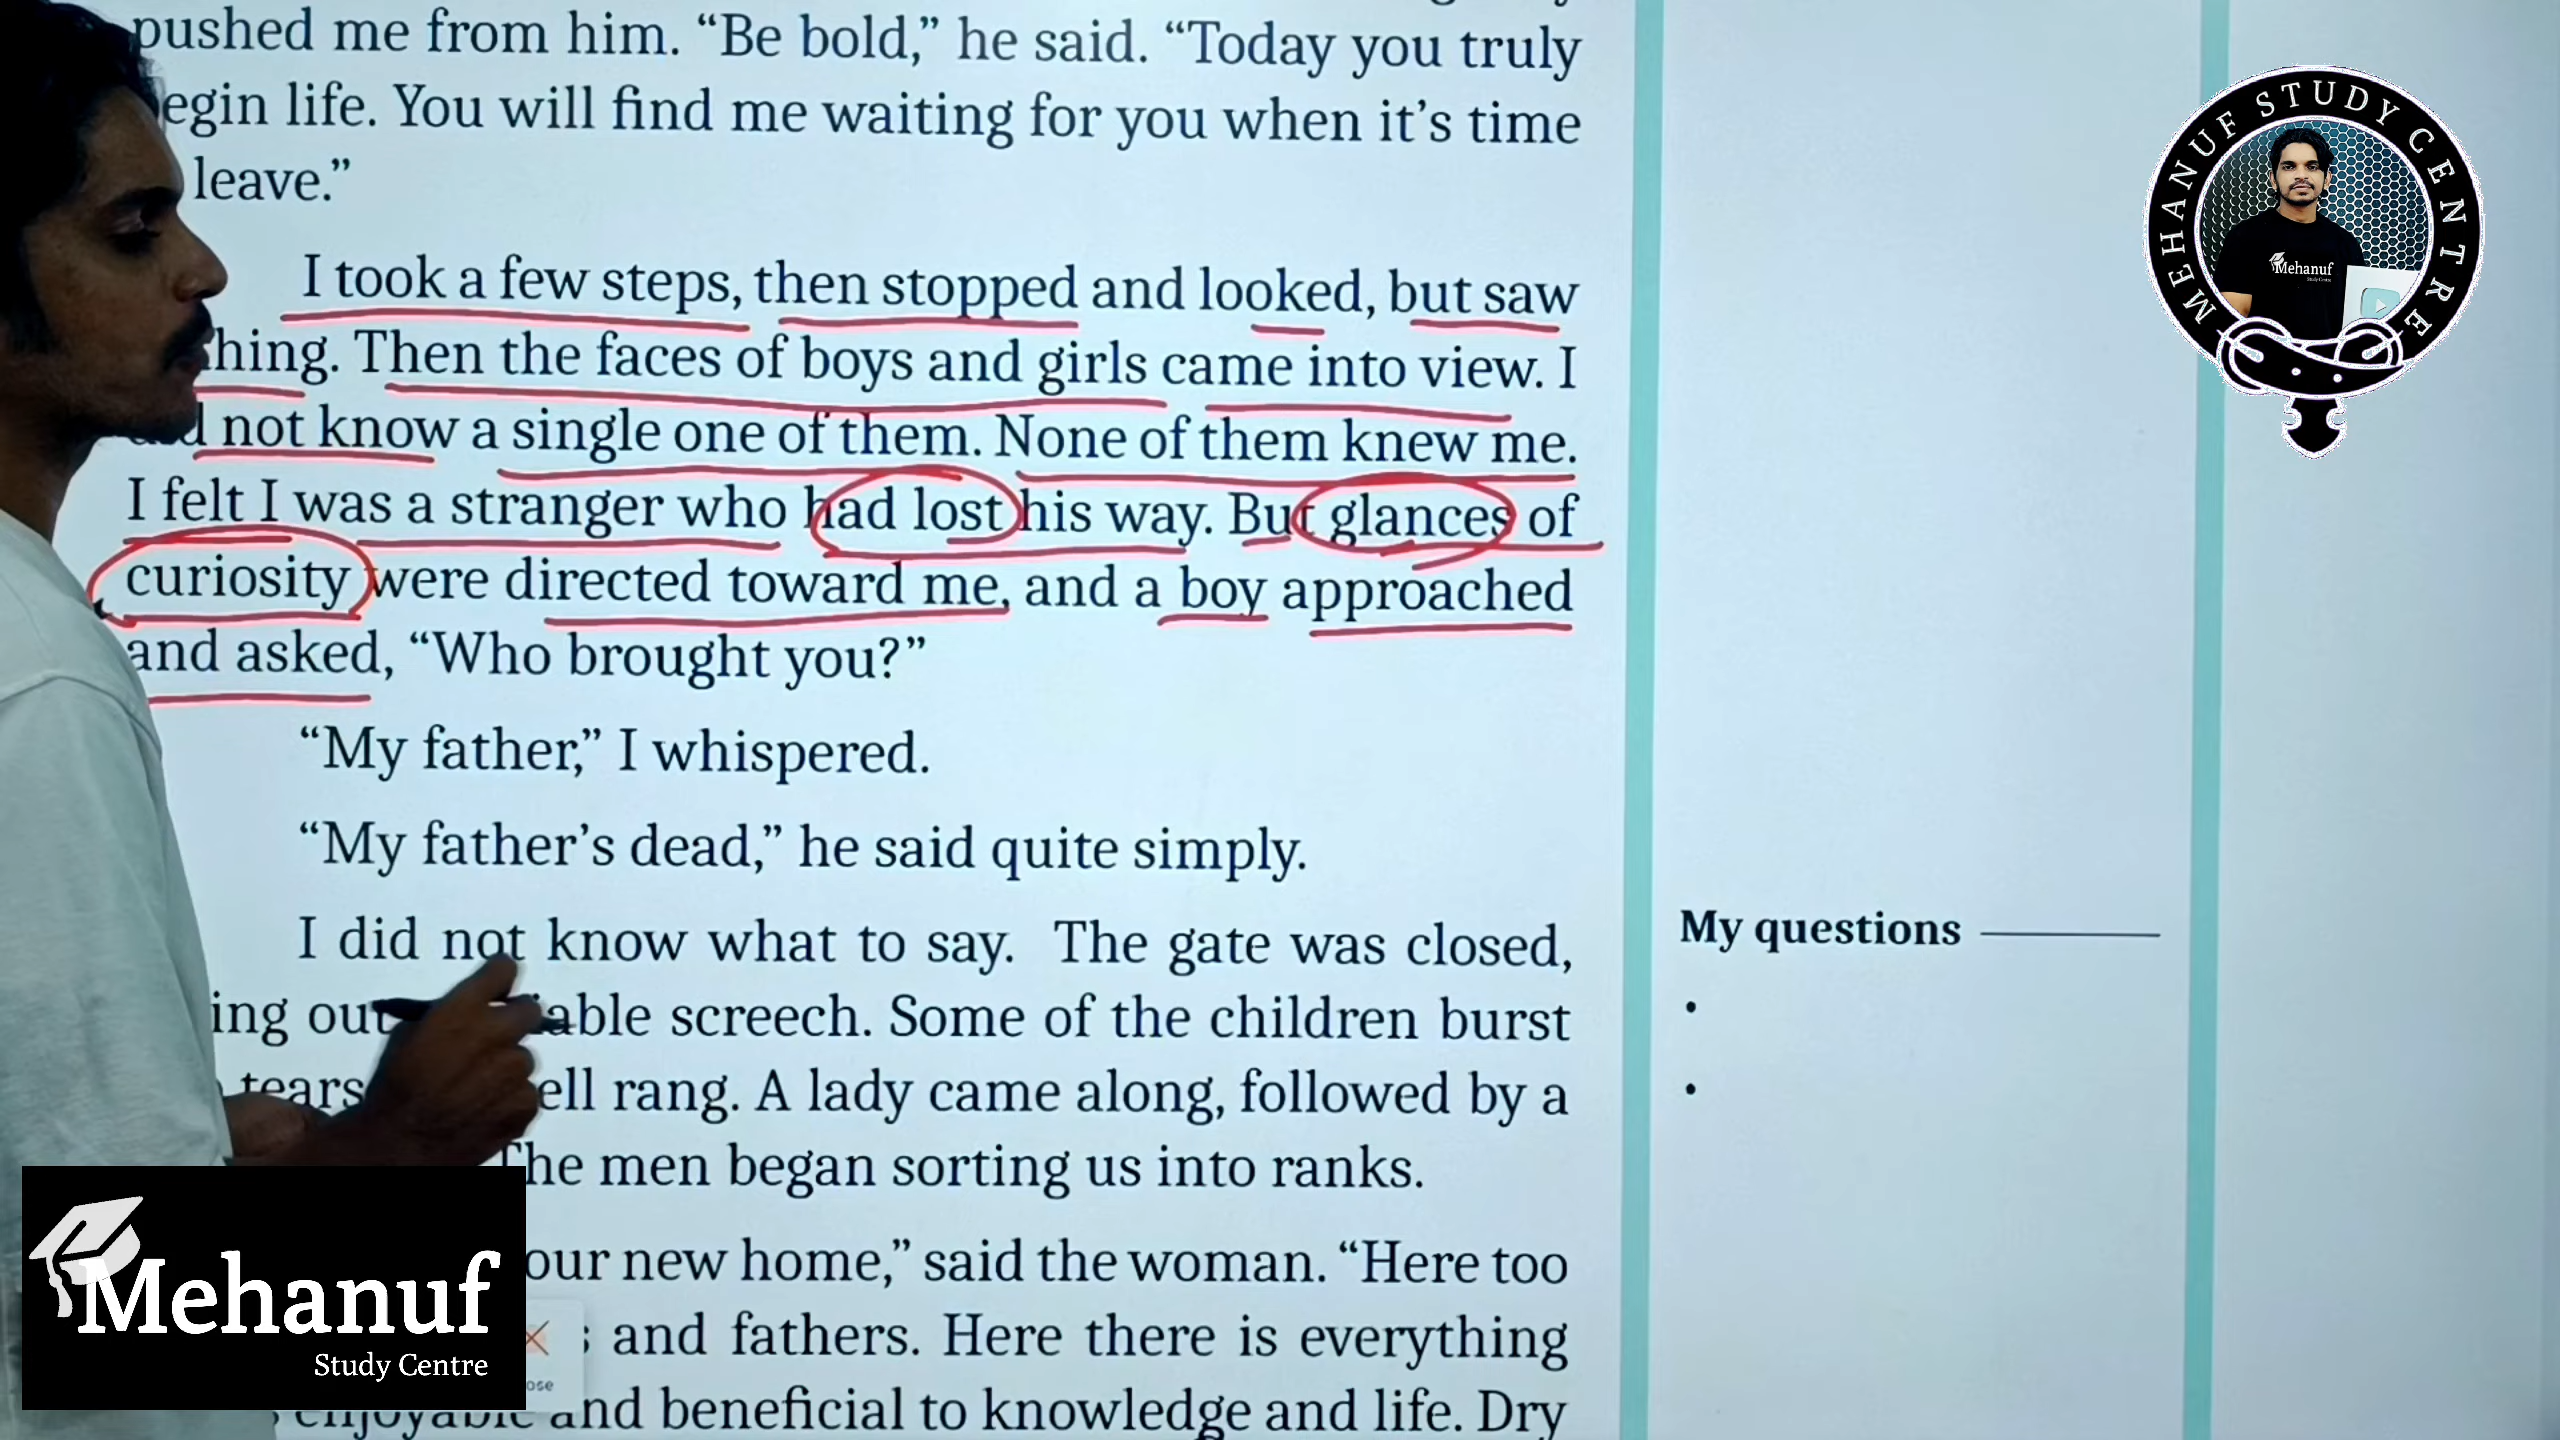 pushed me from him. “Be bold,” he said. “Today you truly
egin life. You will find me waiting for you when it’s time
leave.”
I took a few steps, then stopped and looked, but saw
hing. Then the faces of boys and girls came into view. I
not know a single one of them. None of them knew me.
I felt I was a stranger who had lost his way. But glances of
curiosity were directed toward me, and a boy approached
and asked, “Who brought you?”
“My father,” I whispered.
“My father’s dead,” he said quite simply.
I did not know what to say. The gate was closed,
ing out able screech. Some of the children burst
tears ell rang. A lady came along, followed by a
The men began sorting us into ranks.
our new home,” said the woman. “Here too
and fathers. Here there is everything
enjoyable and beneficial to knowledge and life. Dry
My questions
•
•
MEHANUF STUDY CENTRE
Mehanuf
Study Centre
Mehanuf
Study Centre
ose